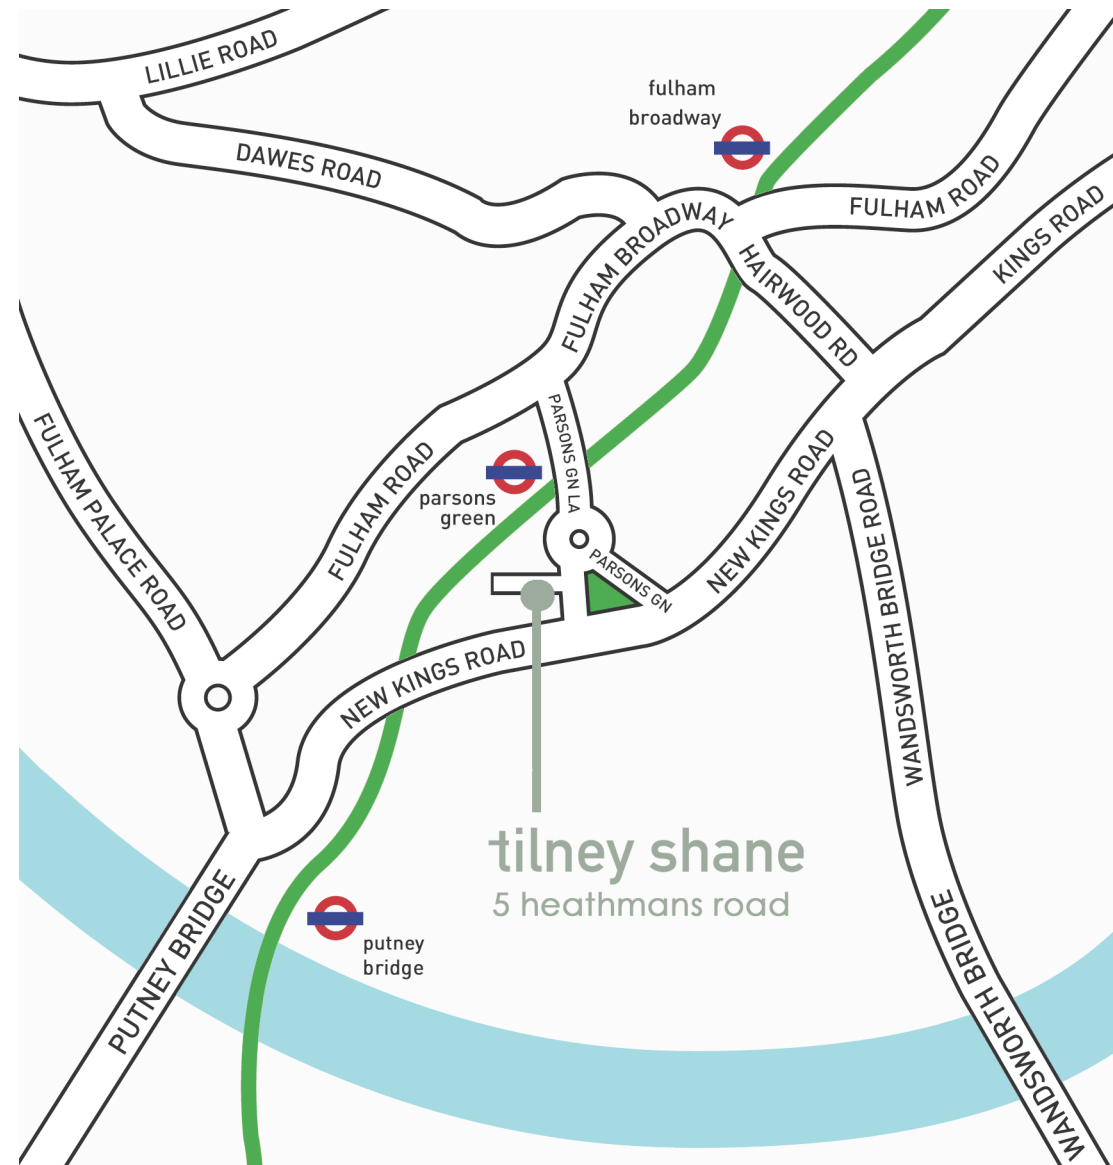 LILLIE ROAD
fulham
broadway
DAWES ROAD
FULHAM ROAD
FULHAM BROADWAY
KINGS ROAD
HAIRWOOD RD
PARSONS GN LA
FULHAM PALACE ROAD
FULHAM ROAD
parsons
green
NEW KINGS ROAD
WANDSWORTH BRIDGE ROAD
PARSONS GN
NEW KINGS ROAD
tilney shane
5 heathmans road
PUTNEY BRIDGE
putney
bridge
WANDSWORTH BRIDGE
WANDSWO